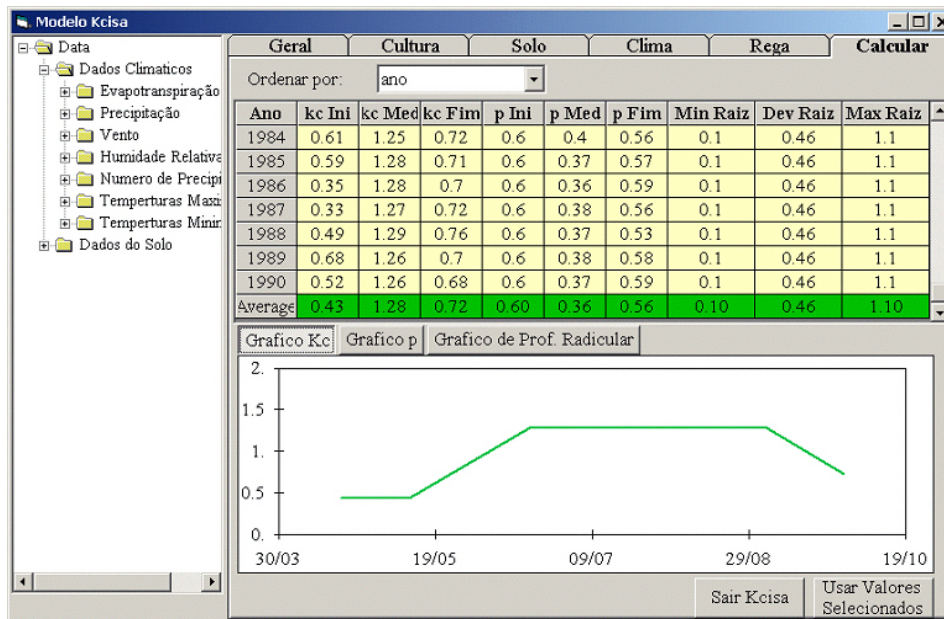 Modelo Kcisa
Data
Dados Climaticos
Evapotranspiração
Precipitação
Vento
Humidade Relativa
Numero de Precipi
Temperturas Maxi
Temperturas Minir
Dados do Solo
Geral Cultura Solo Clima Rega Calcular
Ordenar por: ano
Ano kc Ini kc Med kc Fim p Ini p Med p Fim Min Raiz Dev Raiz Max Raiz
1984 0.61 1.25 0.72 0.6 0.4 0.56 0.1 0.46 1.1
1985 0.59 1.28 0.71 0.6 0.37 0.57 0.1 0.46 1.1
1986 0.35 1.28 0.7 0.6 0.36 0.59 0.1 0.46 1.1
1987 0.33 1.27 0.72 0.6 0.38 0.56 0.1 0.46 1.1
1988 0.49 1.29 0.76 0.6 0.37 0.53 0.1 0.46 1.1
1989 0.68 1.26 0.7 0.6 0.38 0.58 0.1 0.46 1.1
1990 0.52 1.26 0.68 0.6 0.37 0.59 0.1 0.46 1.1
Average 0.43 1.28 0.72 0.60 0.36 0.56 0.10 0.46 1.10
Grafico Kc Grafico p Grafico de Prof. Radicular
2.
1.5
1.
0.5
0.
30/03 19/05 09/07 29/08 19/10
Sair Kcisa
Usar Valores
Selecionados